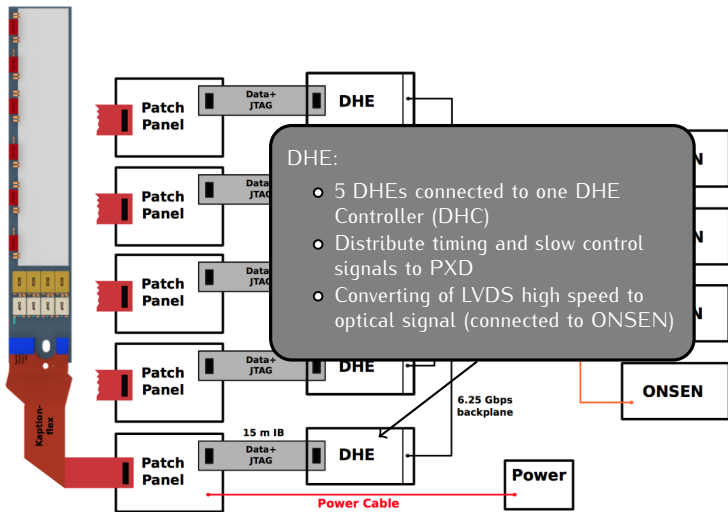 Patch
Panel
Data+
JTAG
DHE
Patch
Panel
Data+
JTAG
N
DHE:
5 DHEs connected to one DHE
Controller (DHC)
Distribute timing and slow control
signals to PXD
Converting of LVDS high speed to
optical signal (connected to ONSEN)
N
Patch
Panel
Data+
JTAG
N
Patch
Panel
Data+
JTAG
DHE
ONSEN
6.25 Gbps
backplane
Kaption-
flex
15 m IB
Patch
Panel
Data+
JTAG
DHE
Power
Power Cable